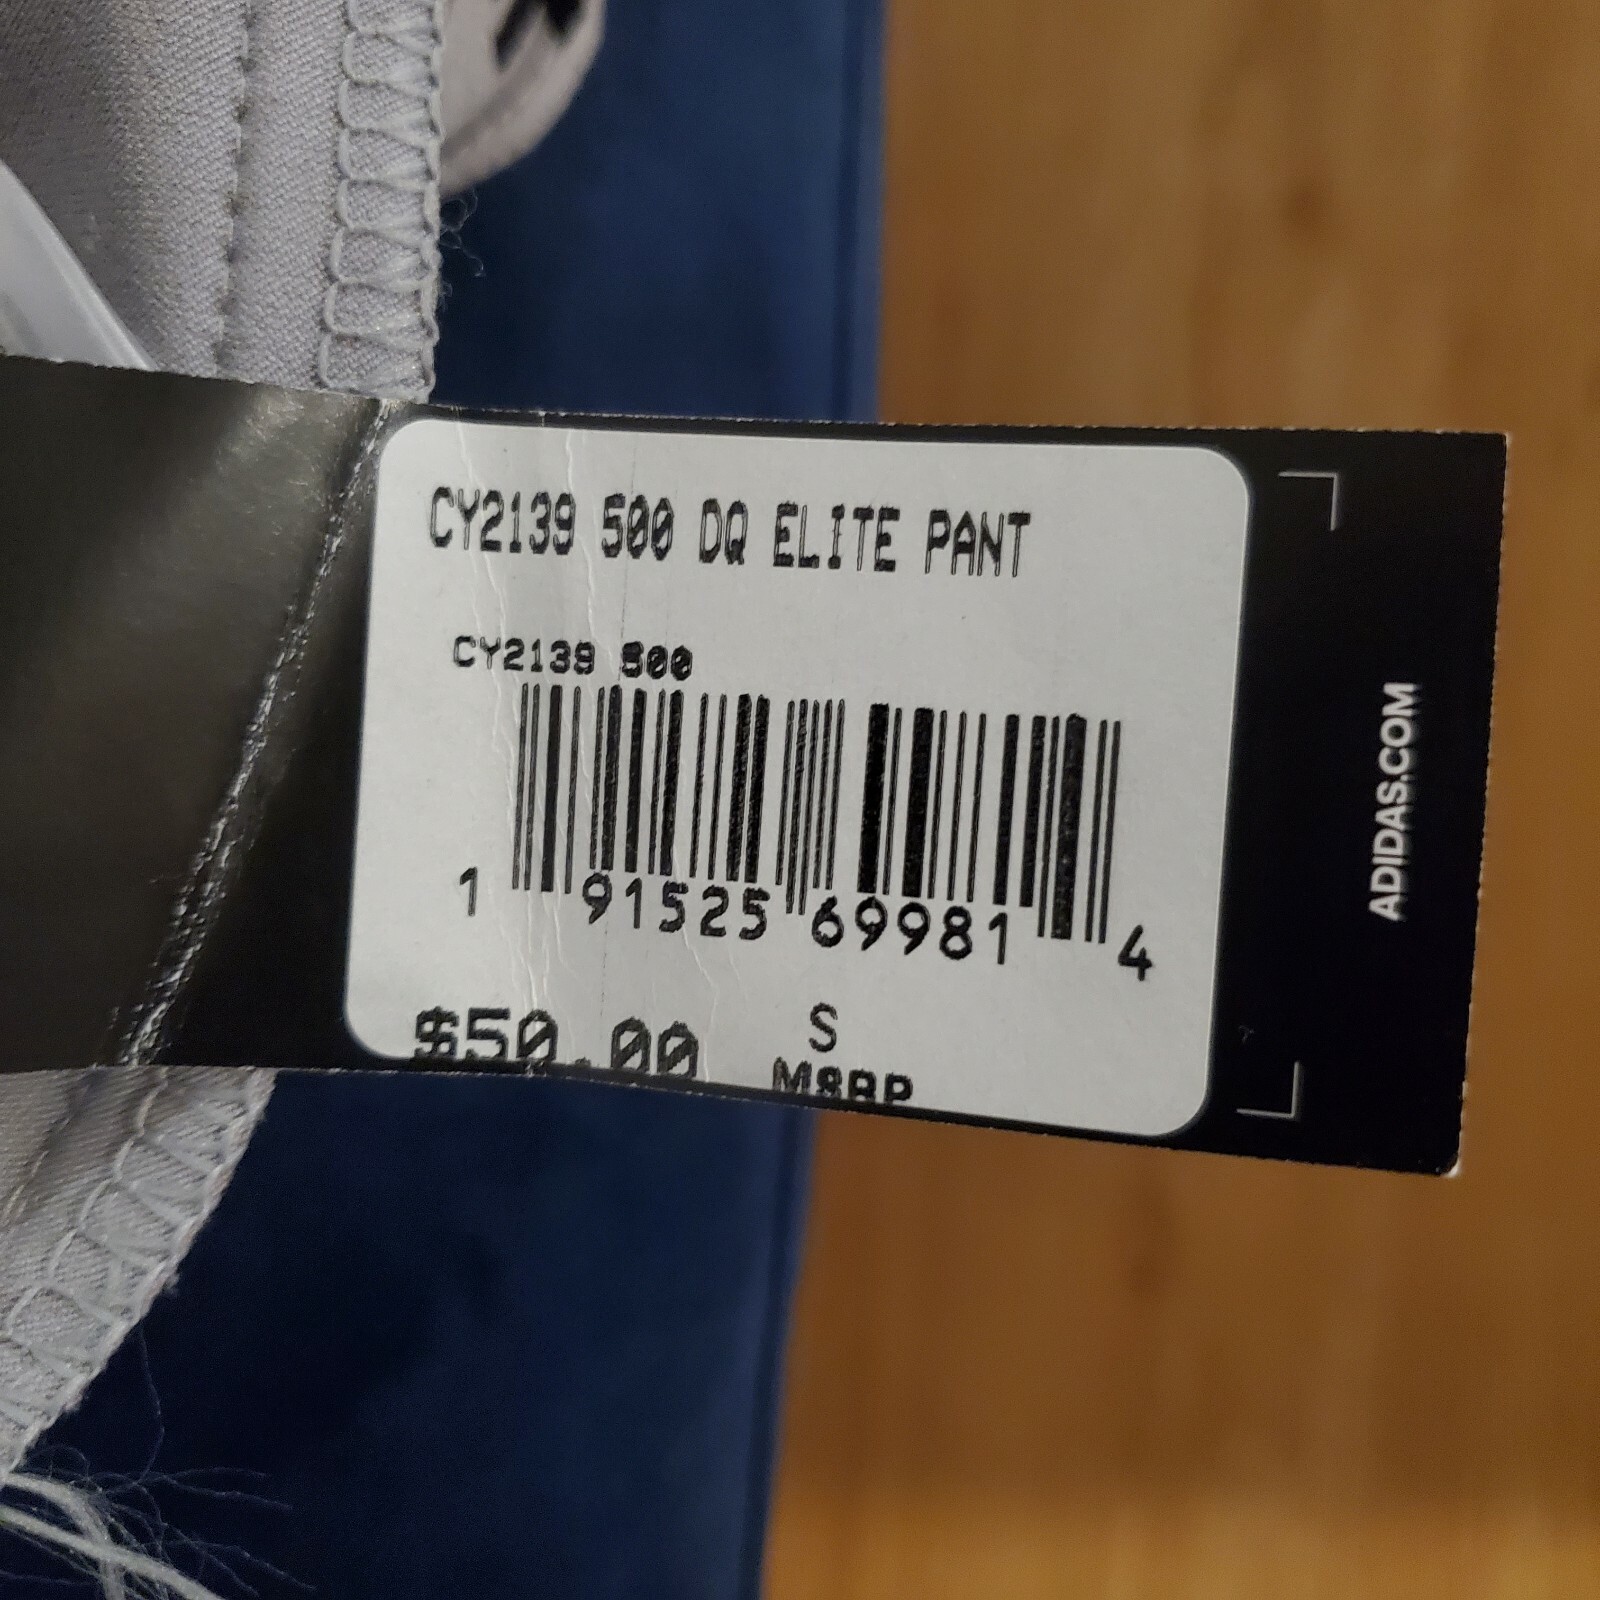 CY2139 500 DQ ELITE PANT
CY2139 500
1 91525 69981 4
$50.00 S
MSRP
ADIDAS.COM